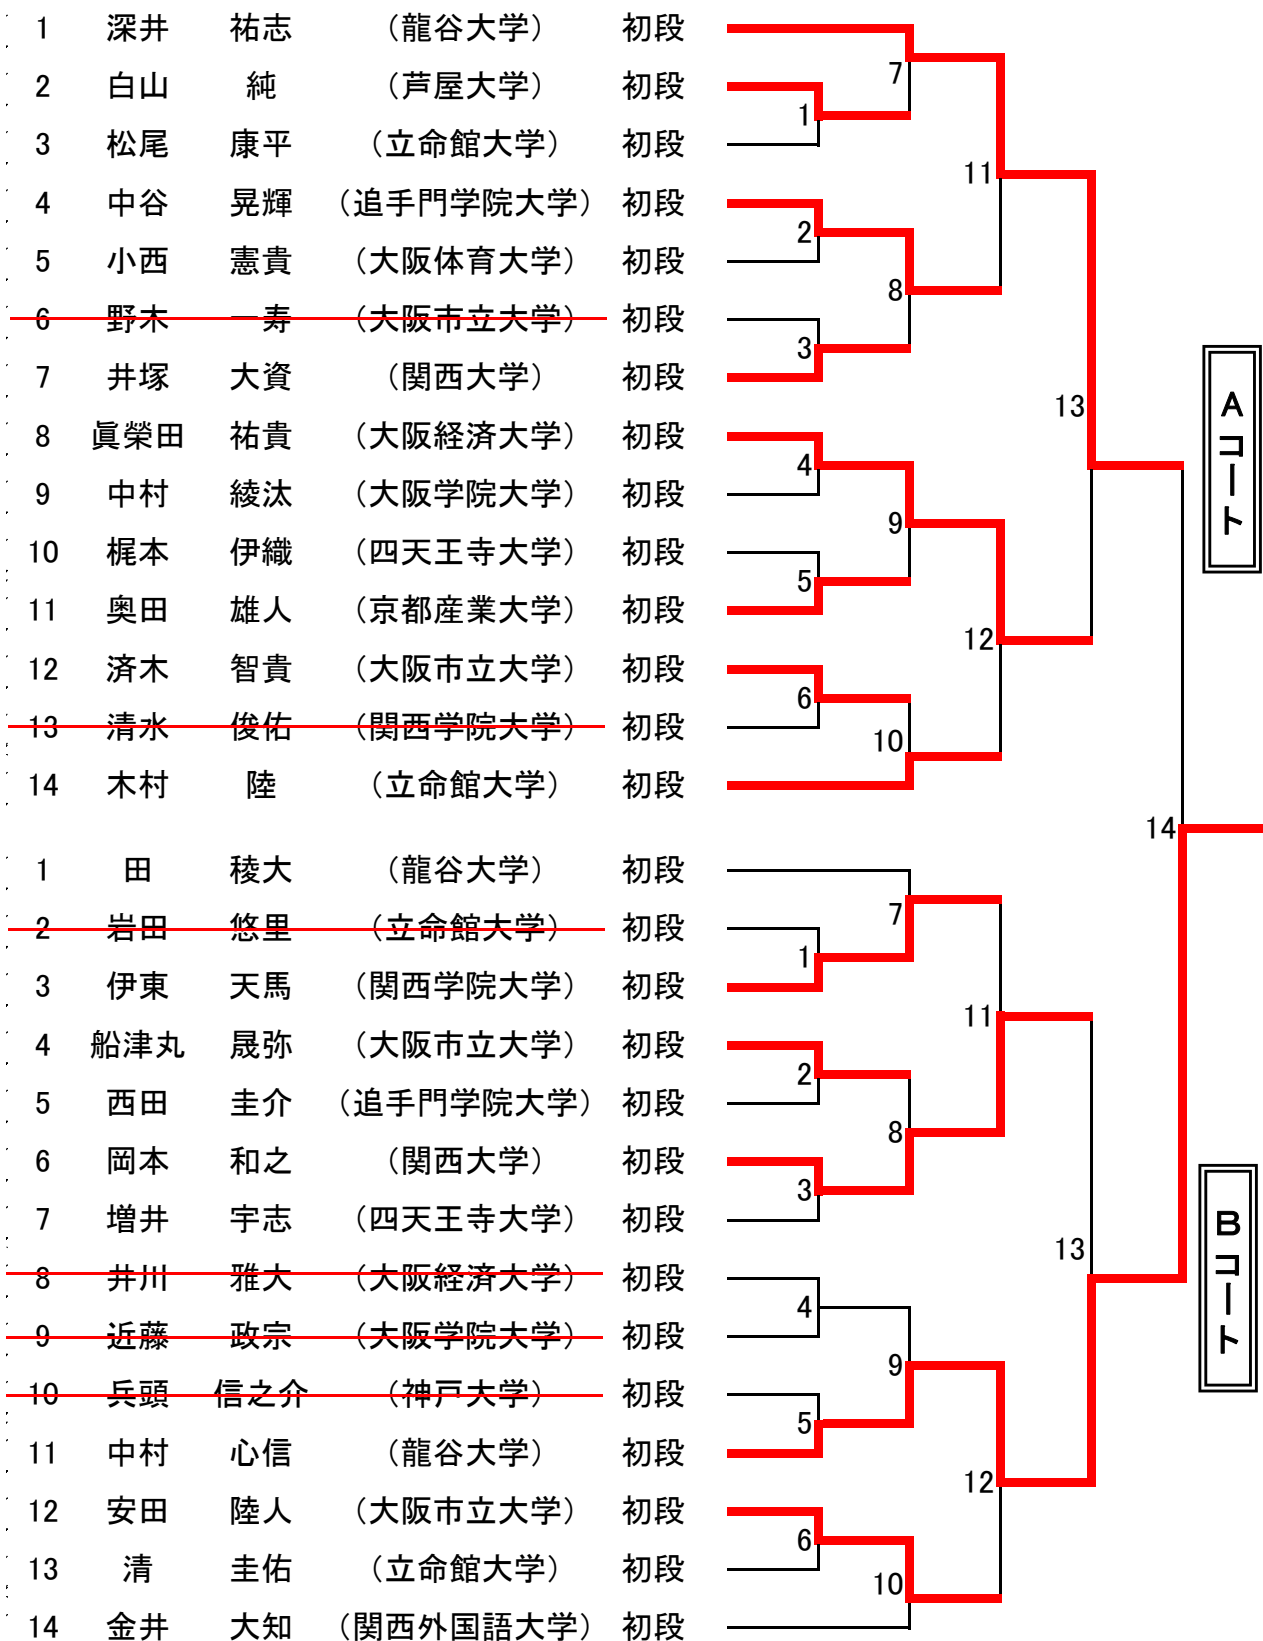 1 深井 祐志 （龍谷大学） 初段
2 白山 純 （芦屋大学） 初段
3 松尾 康平 （立命館大学） 初段
4 中谷 晃輝 （追手門学院大学） 初段
5 小西 憲貴 （大阪体育大学） 初段
6 野木 一寿 （大阪市立大学） 初段
7 井塚 大資 （関西大学） 初段
8 眞榮田 祐貴 （大阪経済大学） 初段
9 中村 綾汰 （大阪学院大学） 初段
10 梶本 伊織 （四天王寺大学） 初段
11 奥田 雄人 （京都産業大学） 初段
12 済木 智貴 （大阪市立大学） 初段
13 清水 俊佑 （関西学院大学） 初段
14 木村 陸 （立命館大学） 初段
7
1
11
2
8
3
13
4
9
5
12
6
10
Aコート
14
1 田 稜大 （龍谷大学） 初段
2 岩田 悠里 （立命館大学） 初段
3 伊東 天馬 （関西学院大学） 初段
4 船津丸 晟弥 （大阪市立大学） 初段
5 西田 圭介 （追手門学院大学） 初段
6 岡本 和之 （関西大学） 初段
7 増井 宇志 （四天王寺大学） 初段
8 井川 雅大 （大阪経済大学） 初段
9 近藤 政宗 （大阪学院大学） 初段
10 兵頭 信之介 （神戸大学） 初段
11 中村 心信 （龍谷大学） 初段
12 安田 陸人 （大阪市立大学） 初段
13 清 圭佑 （立命館大学） 初段
14 金井 大知 （関西外国語大学） 初段
7
1
11
2
8
3
13
4
9
5
12
6
10
Bコート